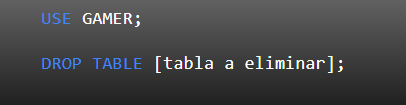 USE GAMER;
DROP TABLE [tabla a eliminar];